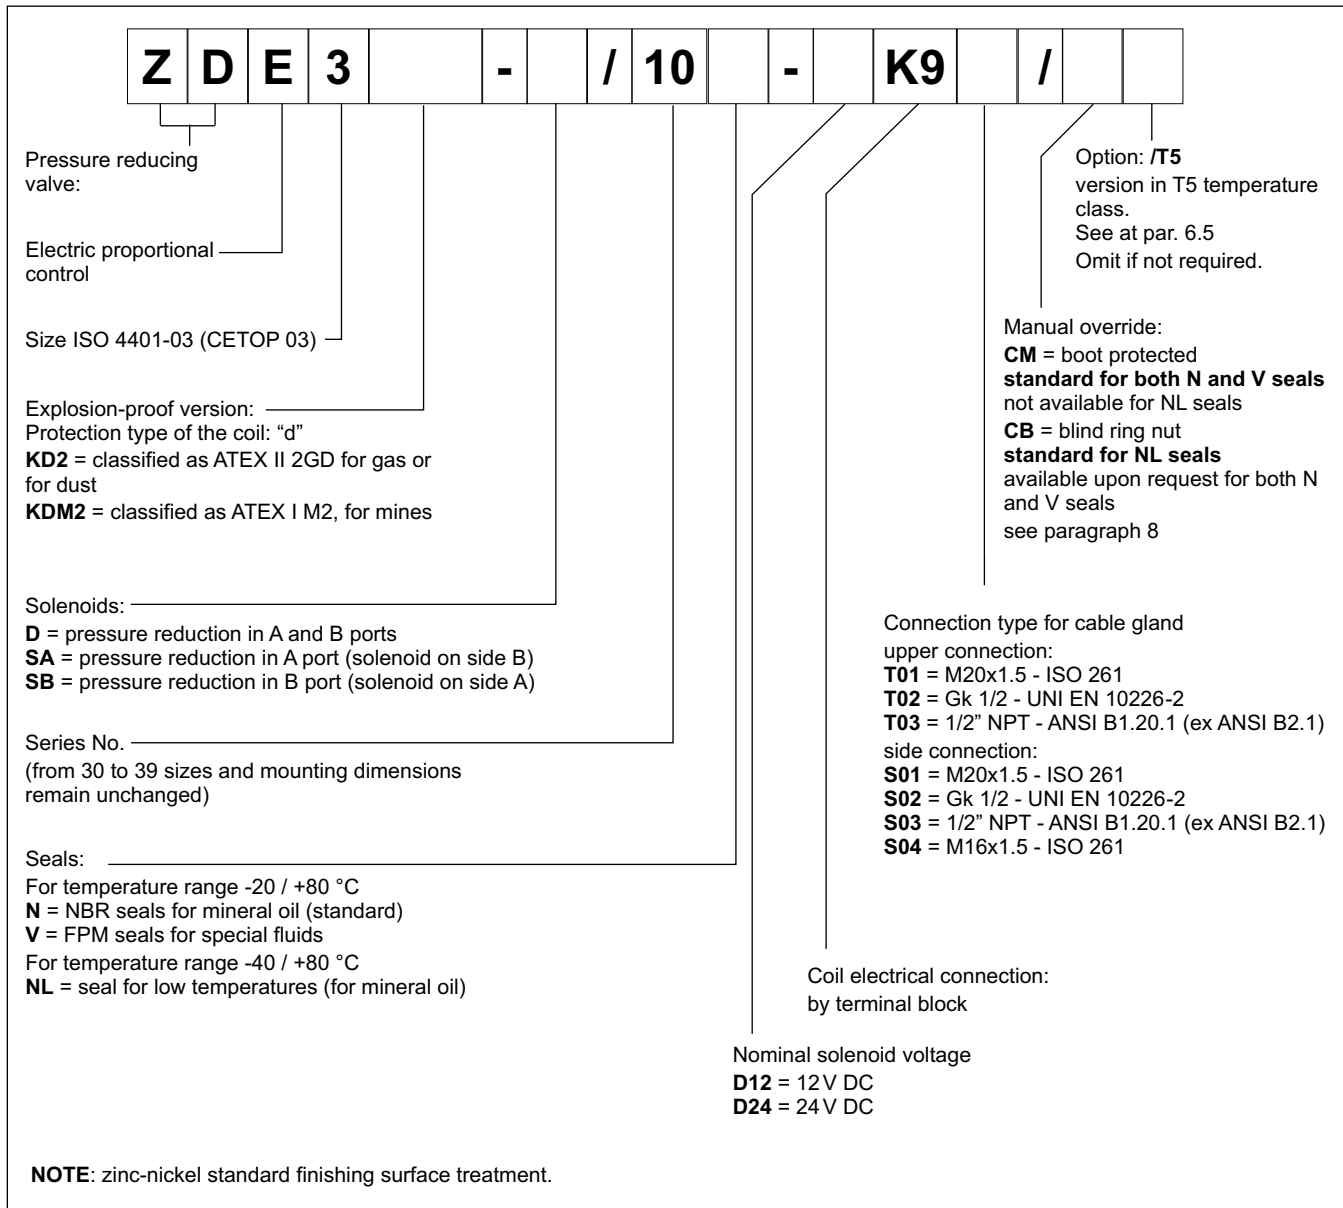 Z D E 3 - / 10 - K9 /
Pressure reducing
valve:
Electric proportional
control
Size ISO 4401-03 (CETOP 03)
Explosion-proof version:
Protection type of the coil: “d”
KD2 = classified as ATEX II 2GD for gas or
for dust
KDM2 = classified as ATEX I M2, for mines
Solenoids:
D = pressure reduction in A and B ports
SA = pressure reduction in A port (solenoid on side B)
SB = pressure reduction in B port (solenoid on side A)
Series No.
(from 30 to 39 sizes and mounting dimensions
remain unchanged)
Seals:
For temperature range -20 / +80 °C
N = NBR seals for mineral oil (standard)
V = FPM seals for special fluids
For temperature range -40 / +80 °C
NL = seal for low temperatures (for mineral oil)
Option: /T5
version in T5 temperature
class.
See at par. 6.5
Omit if not required.
Manual override:
CM = boot protected
standard for both N and V seals
not available for NL seals
CB = blind ring nut
standard for NL seals
available upon request for both N
and V seals
see paragraph 8
Connection type for cable gland
upper connection:
T01 = M20x1.5 - ISO 261
T02 = Gk 1/2 - UNI EN 10226-2
T03 = 1/2” NPT - ANSI B1.20.1 (ex ANSI B2.1)
side connection:
S01 = M20x1.5 - ISO 261
S02 = Gk 1/2 - UNI EN 10226-2
S03 = 1/2” NPT - ANSI B1.20.1 (ex ANSI B2.1)
S04 = M16x1.5 - ISO 261
Coil electrical connection:
by terminal block
Nominal solenoid voltage
D12 = 12 V DC
D24 = 24 V DC
NOTE: zinc-nickel standard finishing surface treatment.